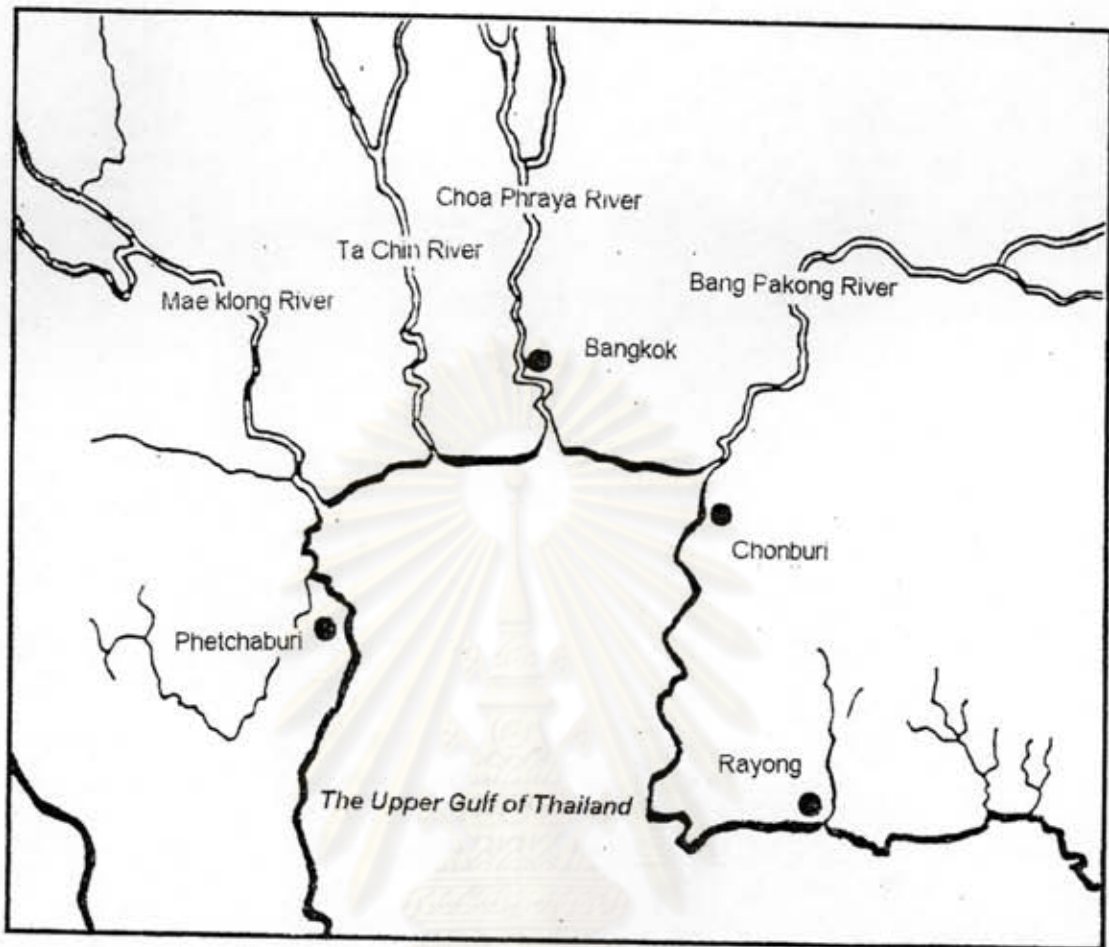 Choa Phraya River
Ta Chin River
Mae klong River
Bang Pakong River
Bangkok
Chonburi
Phetchaburi
Rayong
The Upper Gulf of Thailand